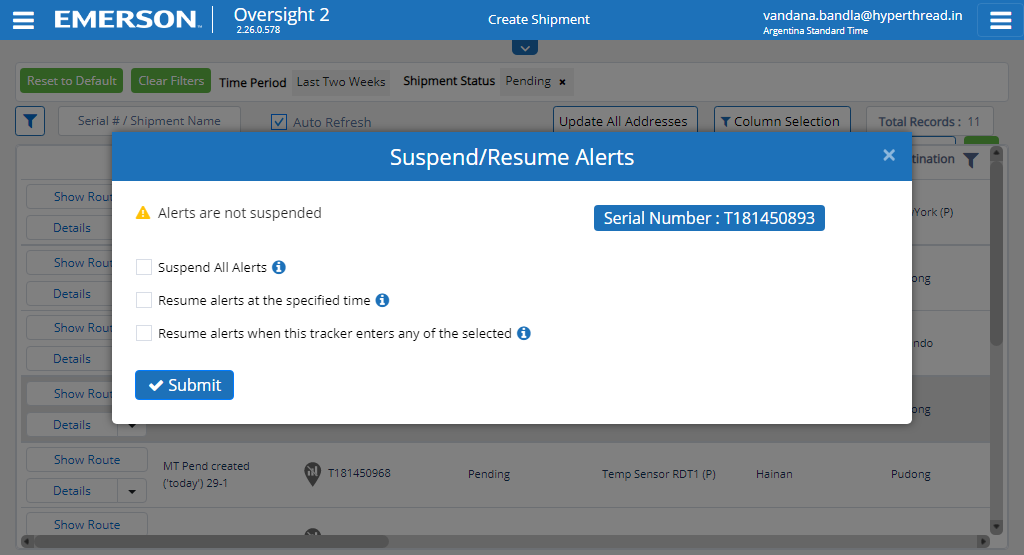 EMERSON
Oversight 2
2.26.0.578
Create Shipment
vandana.bandla@hyperthread.in
Argentina Standard Time
Reset to Default
Clear Filters
Time Period
Last Two Weeks
Shipment Status
Pending ×
Serial # / Shipment Name
Auto Refresh
Update All Addresses
Column Selection
Total Records : 11
Suspend/Resume Alerts
×
tination
Show Rout
Details
York (P)
Alerts are not suspended
Serial Number : T181450893
Show Rout
Details
ong
Suspend All Alerts
Resume alerts at the specified time
Resume alerts when this tracker enters any of the selected
Show Rout
Details
ndo
Submit
Show Rout
Details
ong
Show Route
Details
MT Pend created
('today') 29-1
T181450968
Pending
Temp Sensor RDT1 (P)
Hainan
Pudong
Show Route